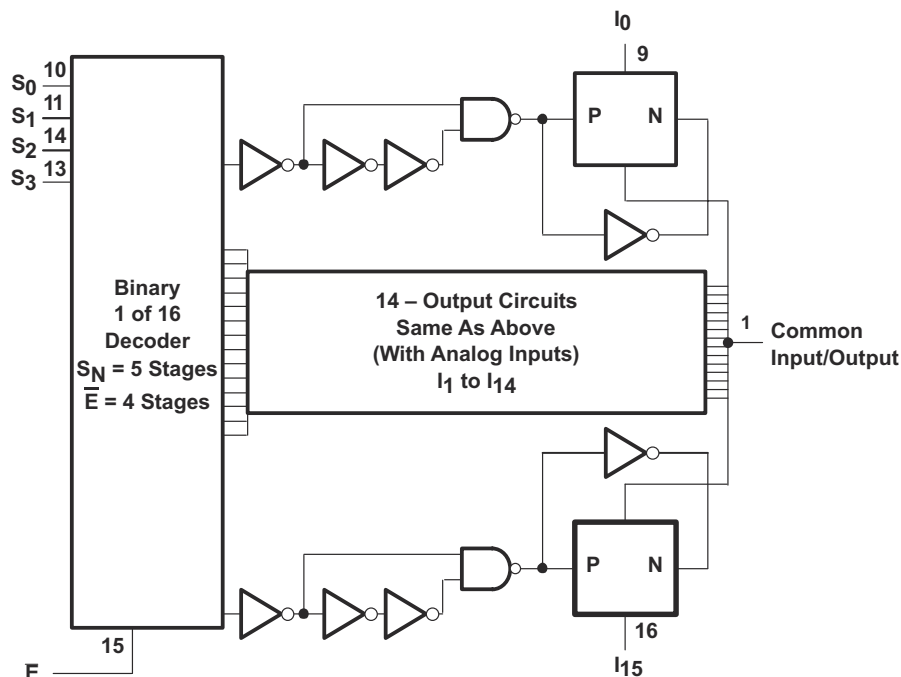 I0
9
10
S0
11
S1
14
S2
13
S3
P N
Binary
1 of 16
Decoder
SN = 5 Stages
E̅ = 4 Stages
14 – Output Circuits
Same As Above
(With Analog Inputs)
I1 to I14
1
Common
Input/Output
P N
16
I15
15
E̅